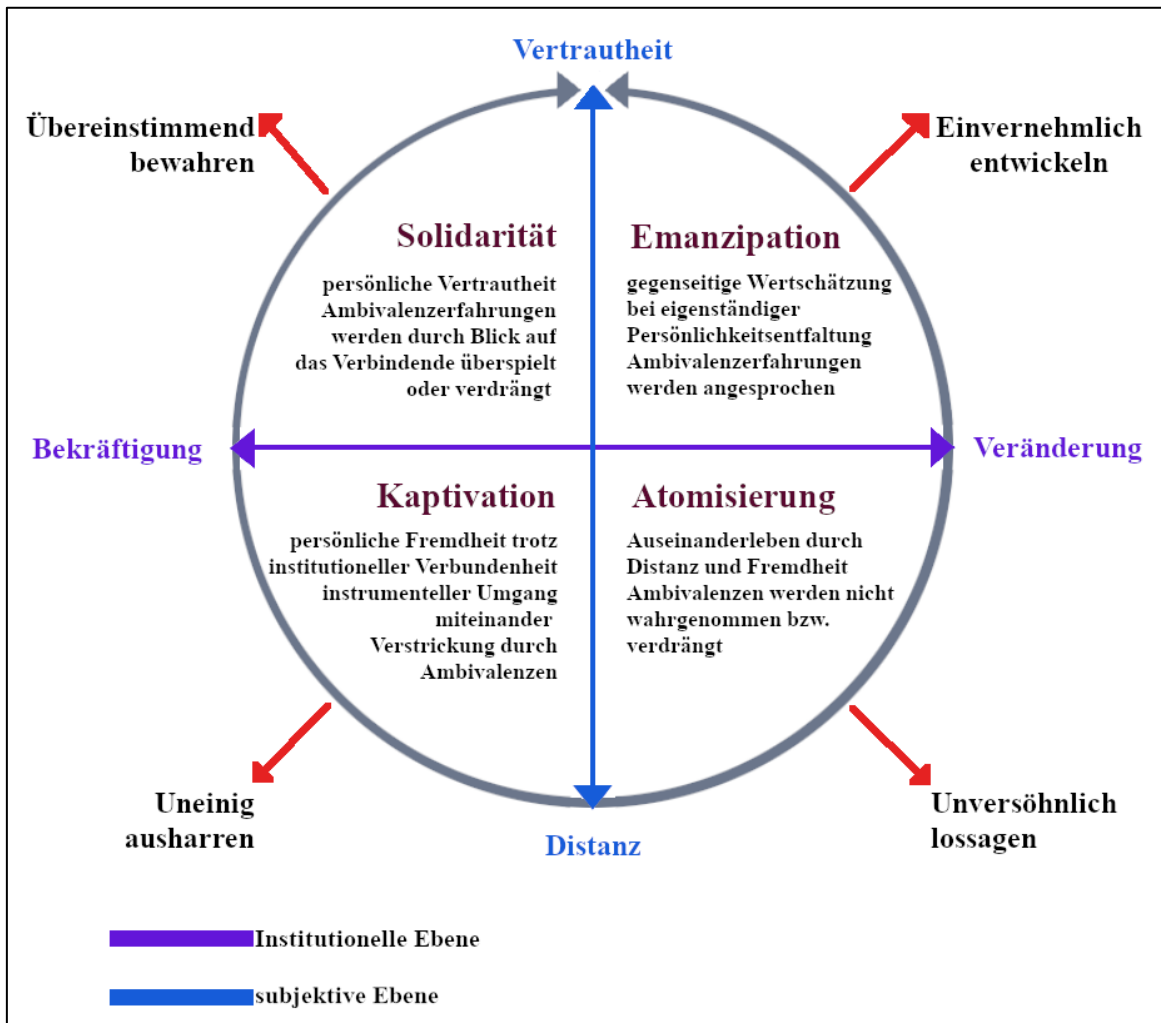 Vertrautheit
Übereinstimmend
bewahren
Einvernehmlich
entwickeln
Solidarität
persönliche Vertrautheit
Ambivalenzerfahrungen
werden durch Blick auf
das Verbindende überspielt
oder verdrängt
Emanzipation
gegenseitige Wertschätzung
bei eigenständiger
Persönlichkeitsentfaltung
Ambivalenzerfahrungen
werden angesprochen
Bekräftigung
Veränderung
Kaptivation
persönliche Fremdheit trotz
institutioneller Verbundenheit
instrumenteller Umgang
miteinander
Verstrickung durch
Ambivalenzen
Atomisierung
Auseinanderleben durch
Distanz und Fremdheit
Ambivalenzen werden nicht
wahrgenommen bzw.
verdrängt
Uneinig
ausharren
Unversöhnlich
lossagen
Distanz
Institutionelle Ebene
subjektive Ebene